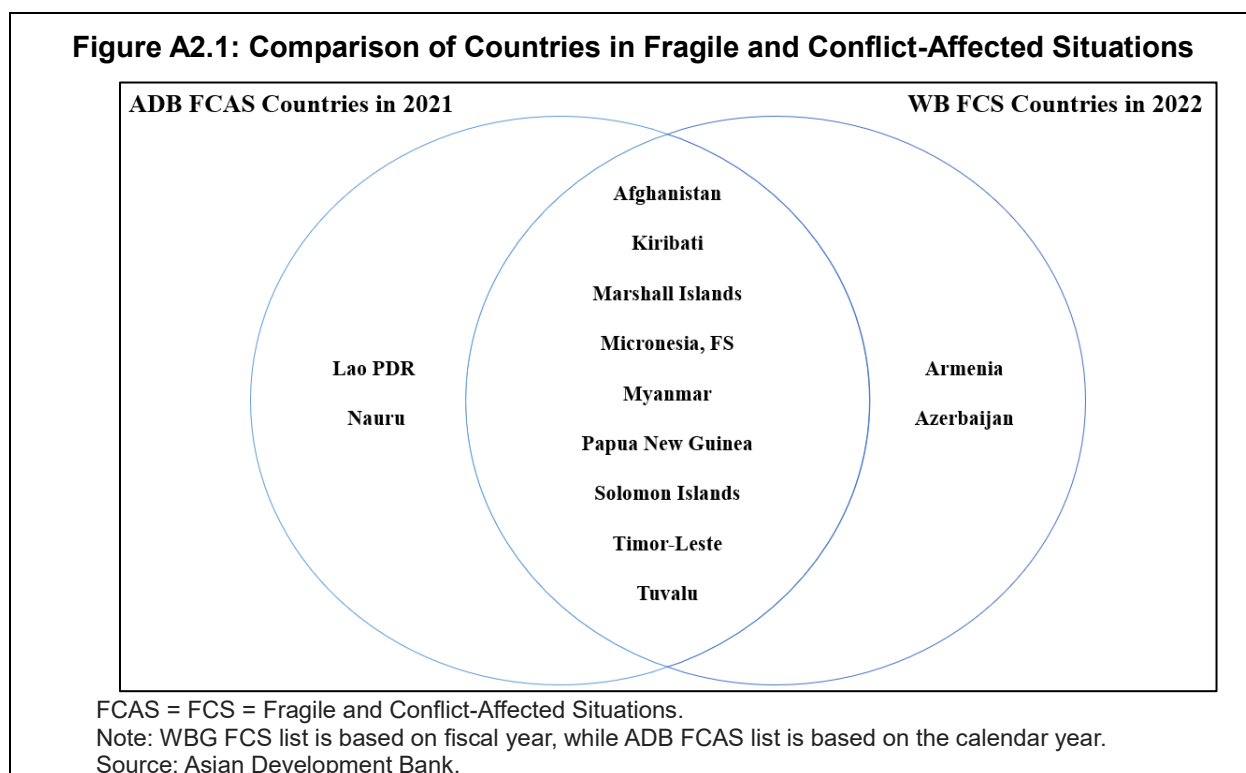 Figure A2.1: Comparison of Countries in Fragile and Conflict-Affected Situations
ADB FCAS Countries in 2021
WB FCS Countries in 2022
Lao PDR
Nauru
Afghanistan
Kiribati
Marshall Islands
Micronesia, FS
Myanmar
Papua New Guinea
Solomon Islands
Timor-Leste
Tuvalu
Armenia
Azerbaijan
FCAS = FCS = Fragile and Conflict-Affected Situations.
Note: WBG FCS list is based on fiscal year, while ADB FCAS list is based on the calendar year.
Source: Asian Development Bank.